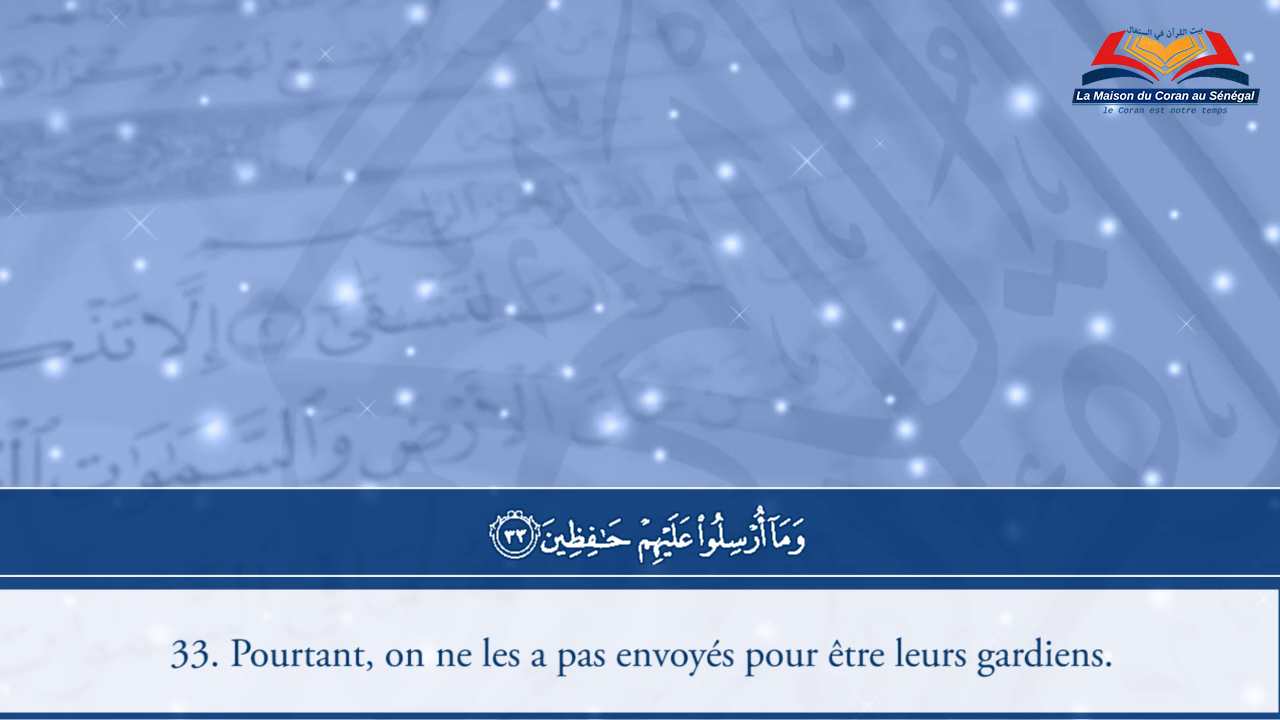 بيت القرآن في السنغال
La Maison du Coran au Sénégal
le Coran est notre temps
إِلَّا تَذْكِ
وَمَآ أُرْسِلُوا۟ عَلَيْهِمْ حَـٰفِظِينَ ٣٣
33. Pourtant, on ne les a pas envoyés pour être leurs gardiens.